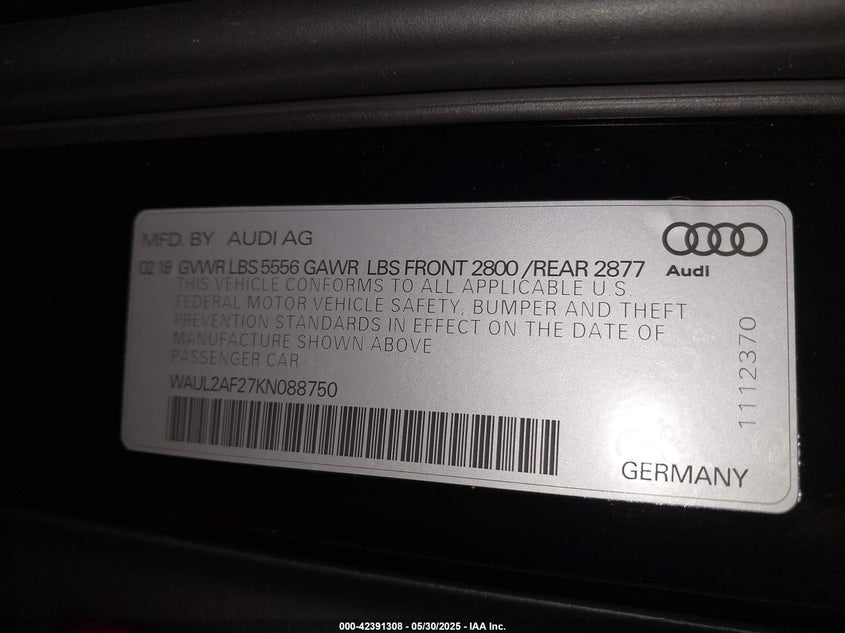 MFD. BY AUDI AG
02 19 GVWR LBS 5556 GAWR LBS FRONT 2800 / REAR 2877
Audi
THIS VEHICLE CONFORMS TO ALL APPLICABLE U.S.
FEDERAL MOTOR VEHICLE SAFETY, BUMPER AND THEFT
PREVENTION STANDARDS IN EFFECT ON THE DATE OF
MANUFACTURE SHOWN ABOVE
PASSENGER CAR
WAUL2AF27KN088750
1112370
GERMANY
000-42391308 - 05/30/2025 - IAA Inc.